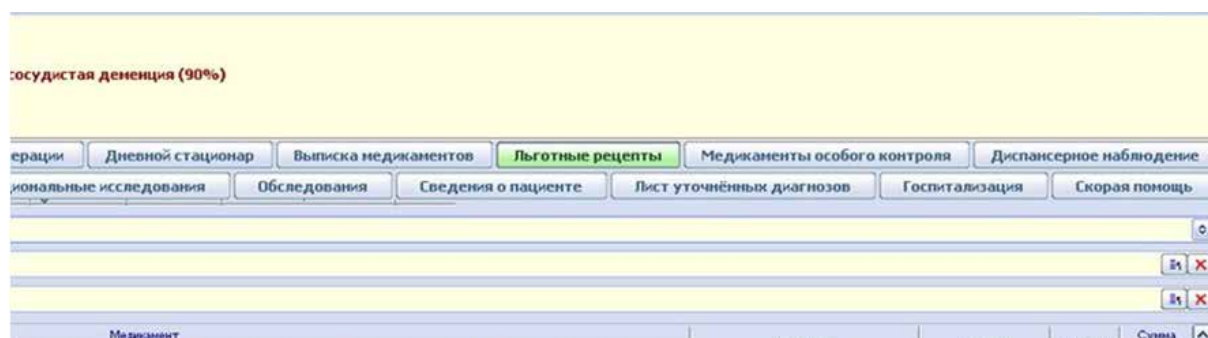 сосудистая деменция (90%)
ерации Дневной стационар Выписка медикаментов Льготные рецепты Медикаменты особого контроля Диспансерное наблюдение
иональные исследования Обследования Сведения о пациенте Лист уточнённых диагнозов Госпитализация Скорая помощь
Медикамент Сумма